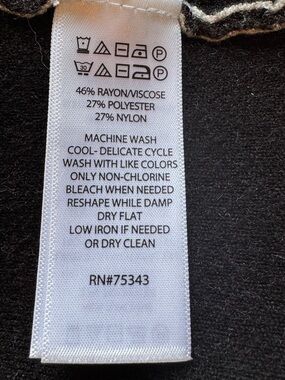 46% RAYON/VISCOSE
27% POLYESTER
27% NYLON
MACHINE WASH
COOL- DELICATE CYCLE
WASH WITH LIKE COLORS
ONLY NON-CHLORINE
BLEACH WHEN NEEDED
RESHAPE WHILE DAMP
DRY FLAT
LOW IRON IF NEEDED
OR DRY CLEAN
RN#75343